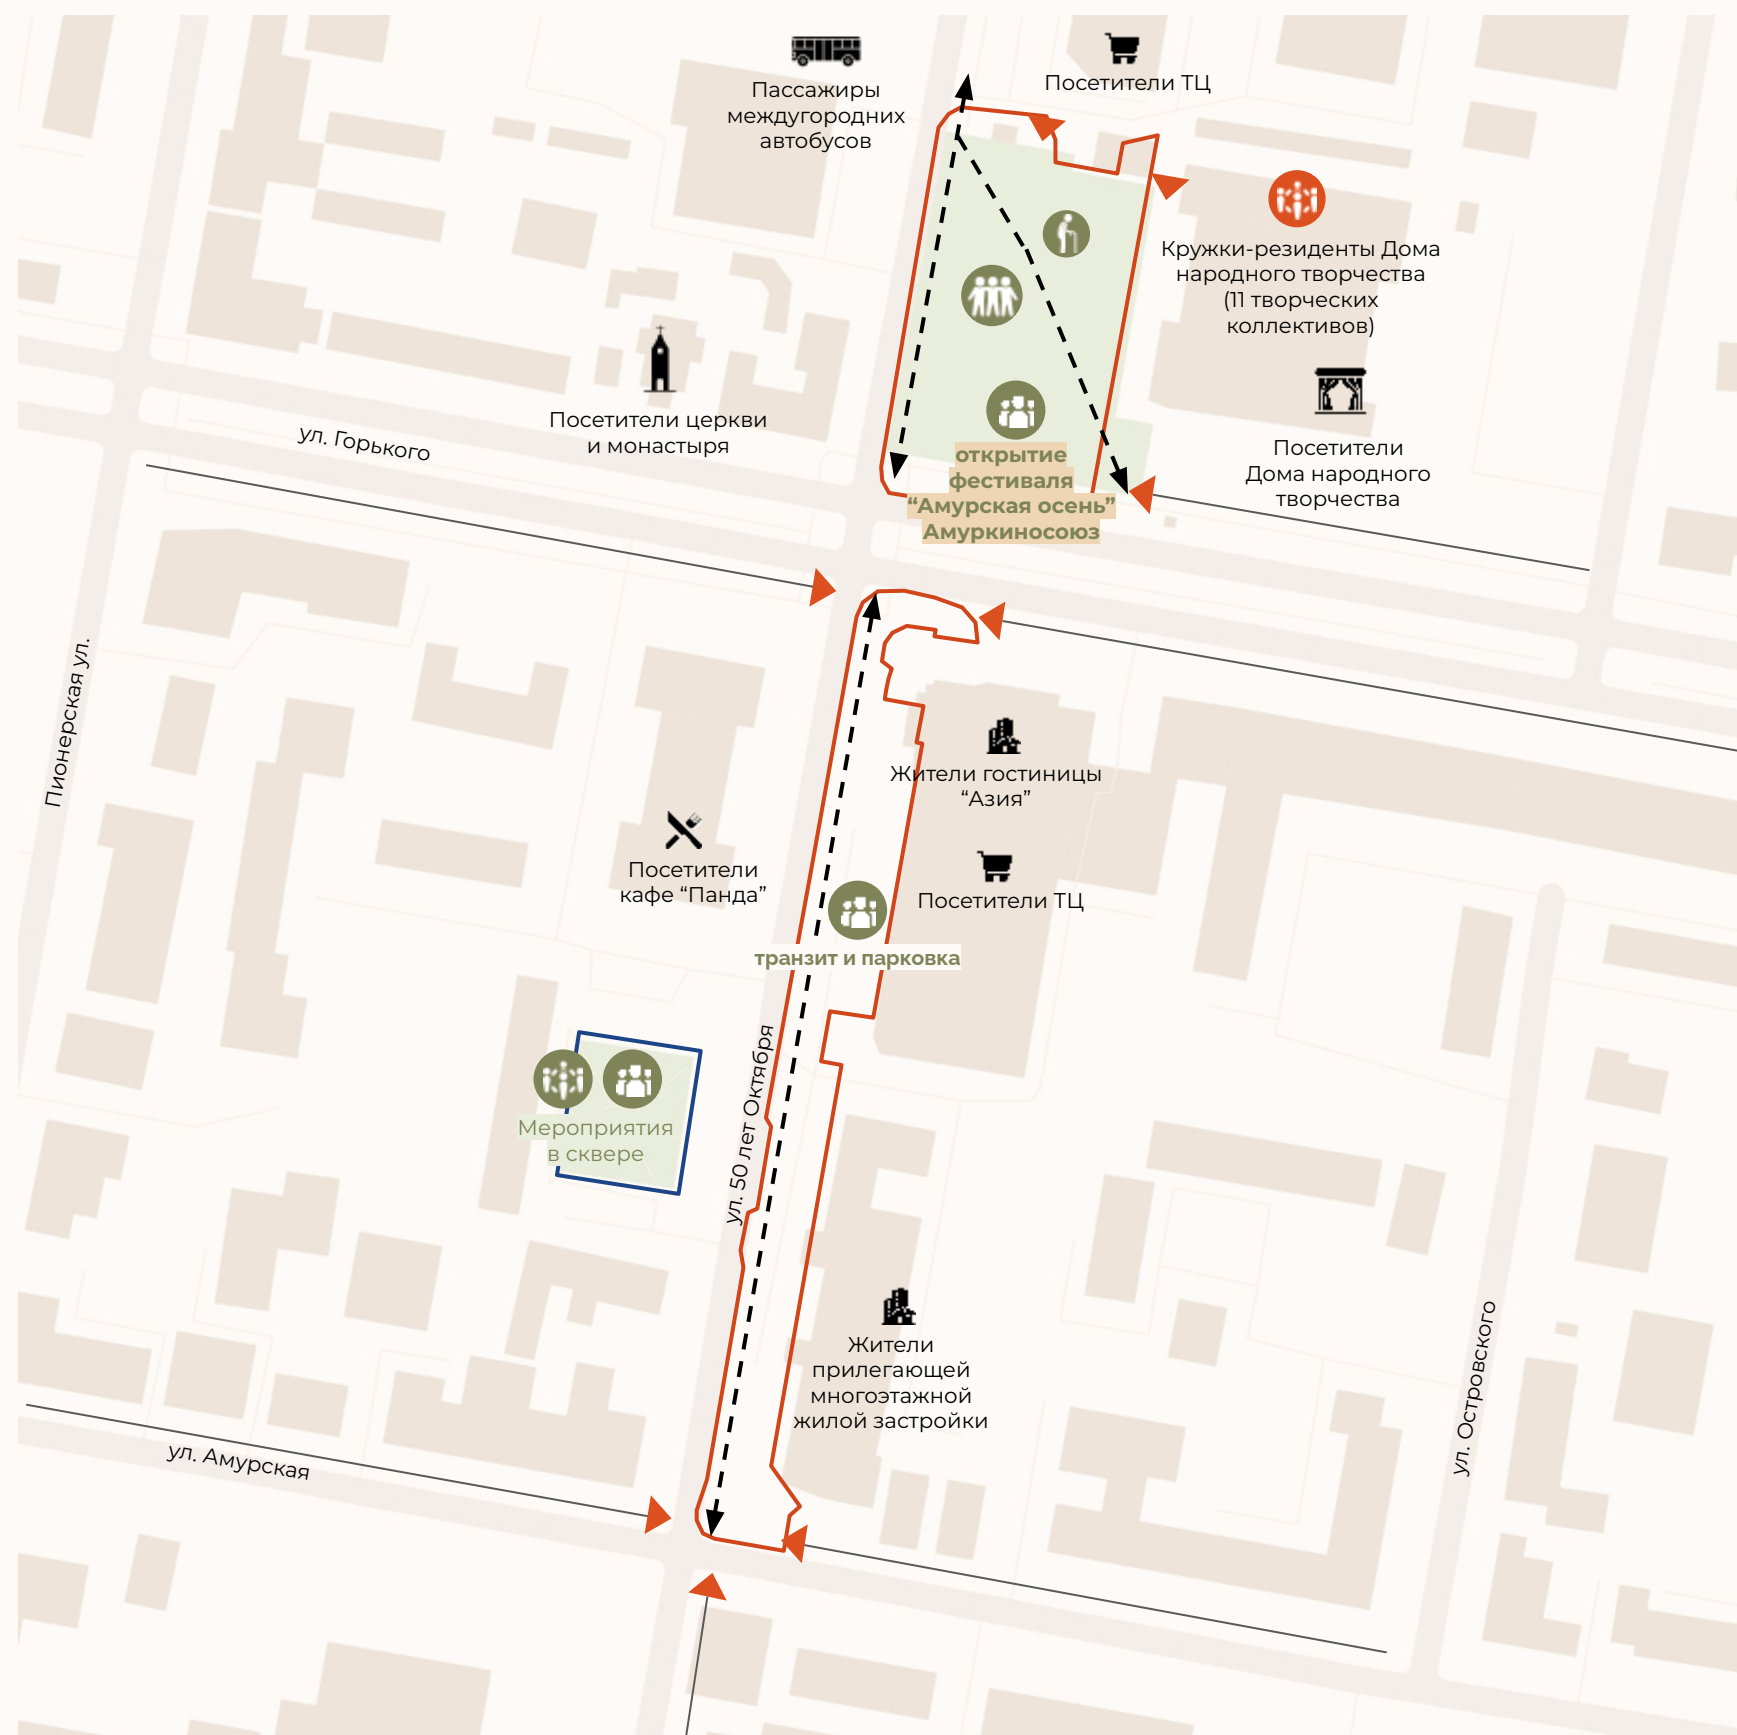 Пассажиры
междугородних
автобусов
Посетители ТЦ
Кружки-резиденты Дома
народного творчества
(11 творческих
коллективов)
Посетители церкви
и монастыря
ул. Горького
Посетители
Дома народного
творчества
открытие
фестиваля
“Амурская осень”
Амуркиносоюз
Пионерская ул.
Жители гостиницы
“Азия”
Посетители
кафе “Панда”
Посетители ТЦ
транзит и парковка
ул. 50 лет Октября
Мероприятия
в сквере
Жители
прилегающей
многоэтажной
жилой застройки
ул. Островского
ул. Амурская